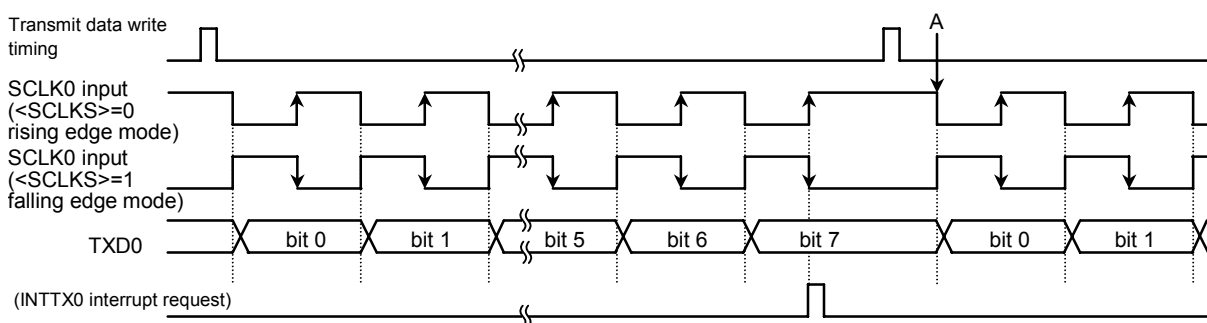 Transmit data write
timing
A
SCLK0 input
(<SCLKS>=0
rising edge mode)
SCLK0 input
(<SCLKS>=1
falling edge mode)
TXD0
bit 0 bit 1 bit 5 bit 6 bit 7 bit 0 bit 1
(INTTX0 interrupt request)